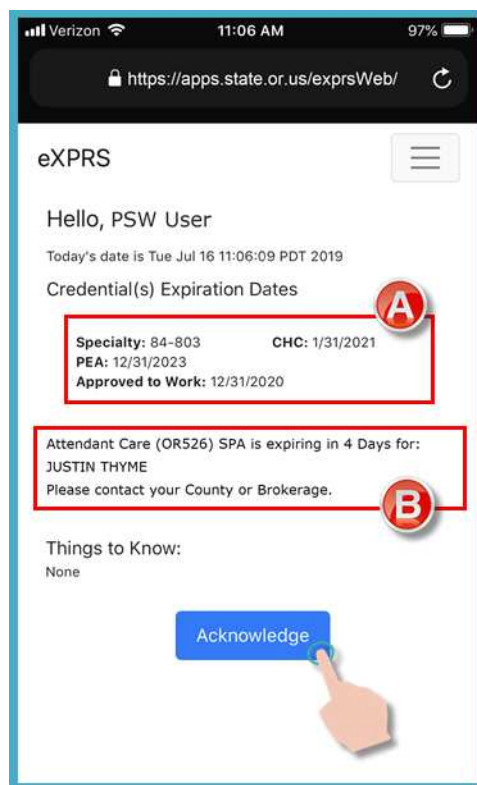 Verizon 11:06 AM 97%
https://apps.state.or.us/exprsWeb/
eXPRS
Hello, PSW User
Today's date is Tue Jul 16 11:06:09 PDT 2019
Credential(s) Expiration Dates
A
Specialty: 84-803 CHC: 1/31/2021
PEA: 12/31/2023
Approved to Work: 12/31/2020
Attendant Care (OR526) SPA is expiring in 4 Days for:
JUSTIN THYME
Please contact your County or Brokerage.
B
Things to Know:
None
Acknowledge